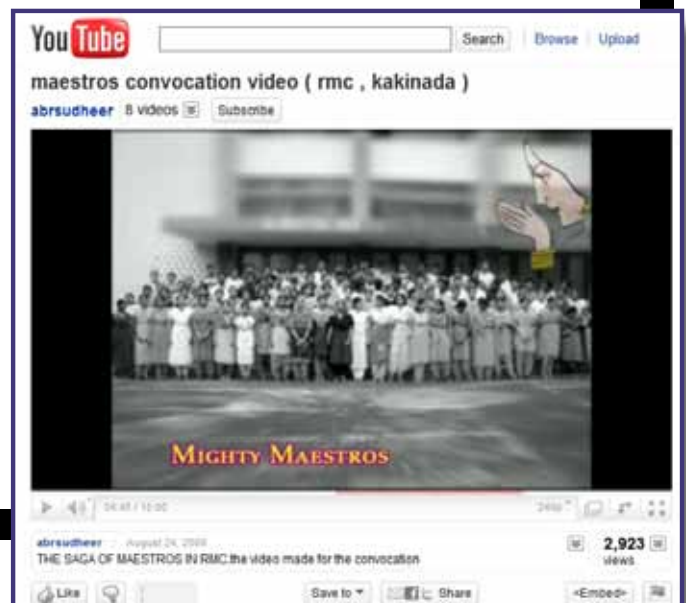 You Tube Search Browse Upload
maestros convocation video ( rmc , kakinada )
abrsudheer 8 videos Subscribe
MIGHTY MAESTROS
240p
abrsudheer August 24,
2,923
THE SAGA OF MAESTROS IN RMC.the video made for the convocation
views
Like Save to Share <Embed>